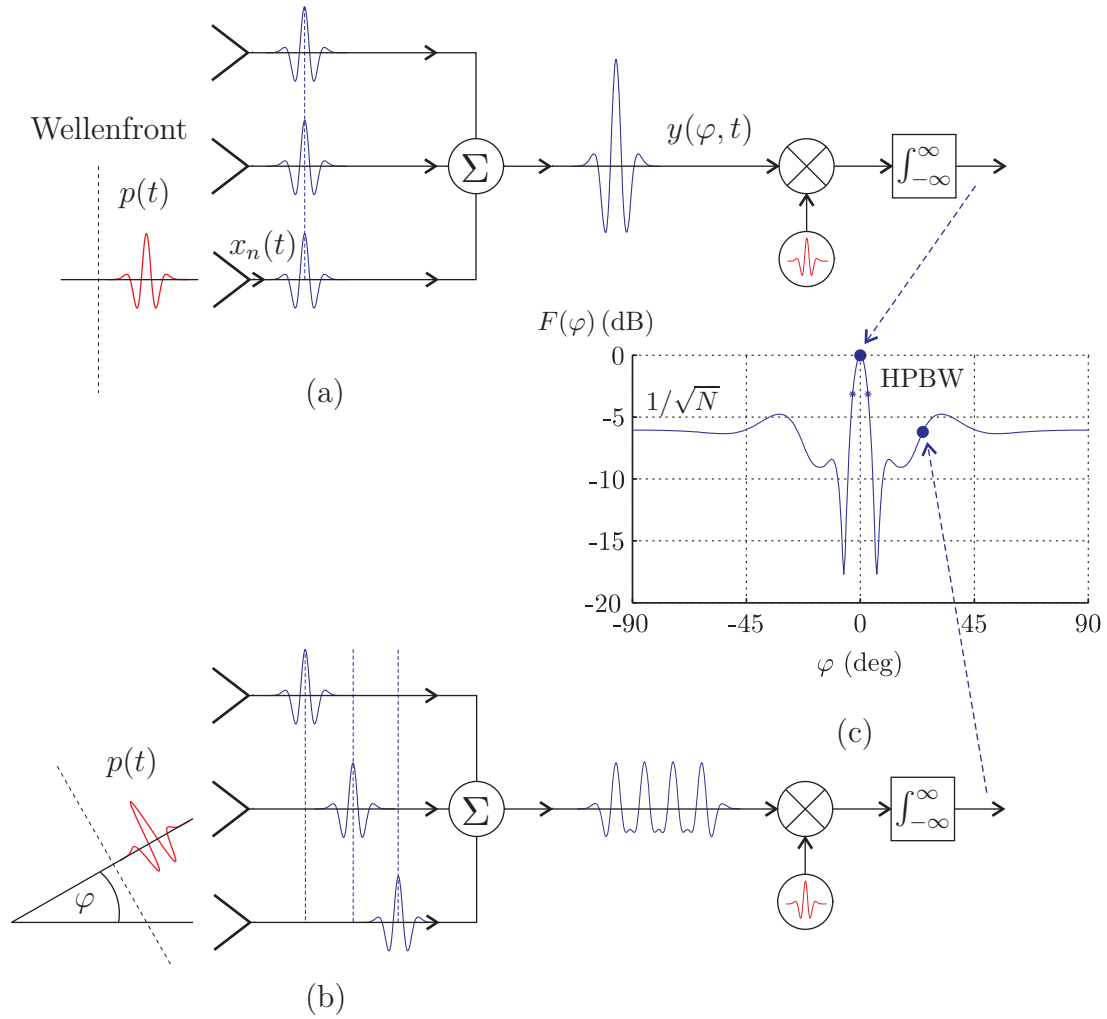 Wellenfront
p(t)
x_n(t)
Σ
y(φ, t)
∫_{-∞}^{∞}
(a)
F(φ) (dB)
0
-5
-10
-15
-20
1/√N
HPBW
-90
-45
0
45
90
φ (deg)
(c)
p(t)
φ
Σ
∫_{-∞}^{∞}
(b)